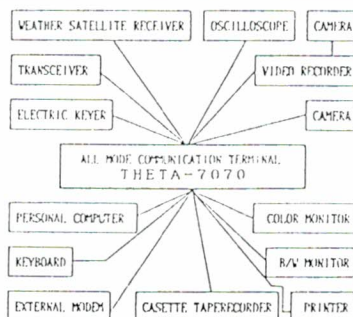 WEATHER SATELLITE RECEIVER
OSCILLOSCOPE
CAMERA
TRANSCEIVER
VIDEO RECORDER
ELECTRIC KEYER
CAMERA
ALL MODE COMMUNICATION TERMINAL
THETA-7070
PERSONAL COMPUTER
COLOR MONITOR
KEYBOARD
B/W MONITOR
EXTERNAL MODEM
CASETTE TAPERECORDER
PRINTER